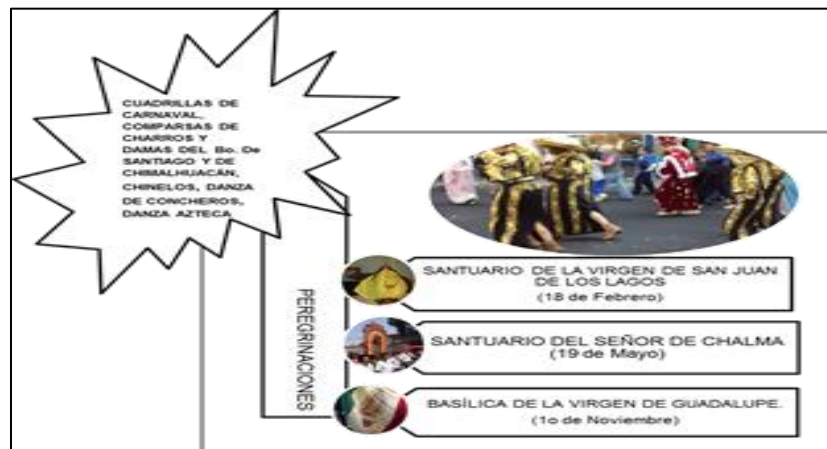 CUADRILLAS DE
CARNAVAL,
COMPARSAS DE
CHARROS Y
DAMAS DEL Bo. De
SANTIAGO Y DE
CHIMALHUACÁN,
CHINELOS, DANZA
DE CONCHEROS,
DANZA AZTECA
PEREGRINACIONES
SANTUARIO DE LA VIRGEN DE SAN JUAN
DE LOS LAGOS
(18 de Febrero)
SANTUARIO DEL SEÑOR DE CHALMA
(19 de Mayo)
BASÍLICA DE LA VIRGEN DE GUADALUPE.
(1o de Noviembre)